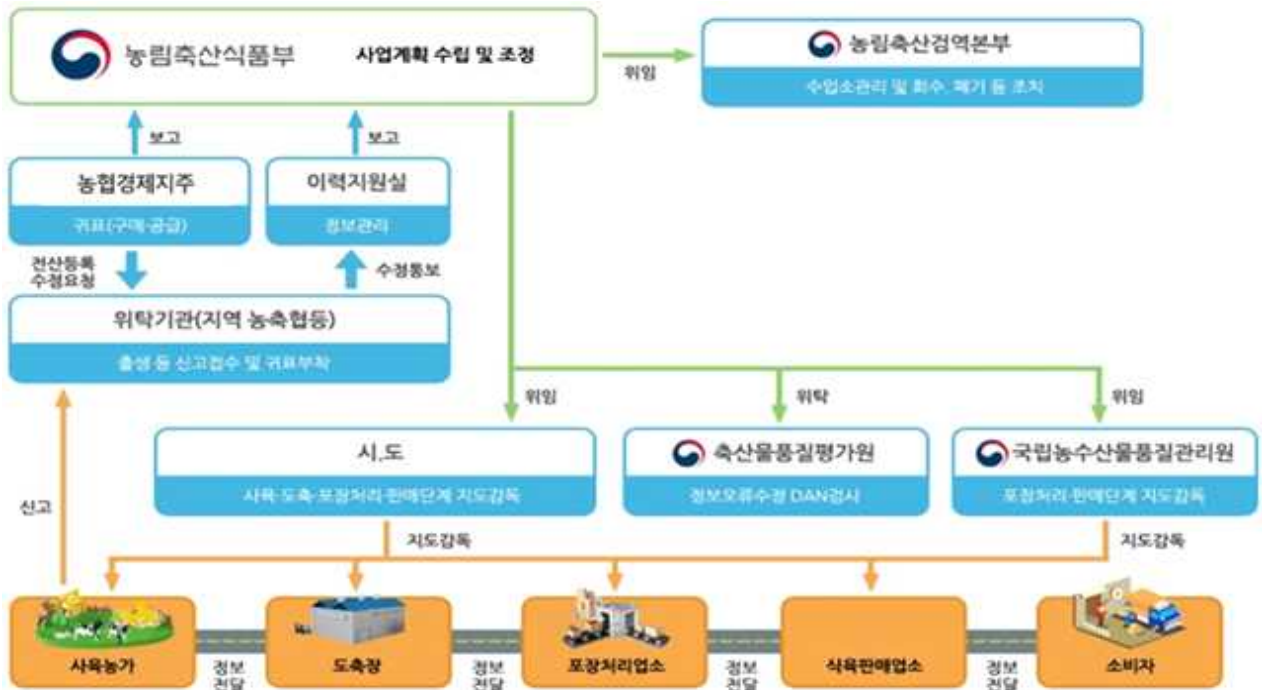 농림축산식품부 사업계획 수립 및 조정
농림축산검역본부
위임
수입소관리 및 회수. 폐기 등 조치
보고
보고
농협경제지주
이력지원실
귀표(구매·공급)
정보관리
전산등록
수정요청
수정통보
위탁기관(지역 농축협등)
출생 등 신고접수 및 귀표부착
위임
위탁
위임
시.도
축산물품질평가원
국립농수산물품질관리원
사육·도축·포장처리·판매단계 지도감독
정보오류수정 DAN검사
포장처리·판매단계 지도감독
신고
지도감독
지도감독
사육농가
도축장
포장처리업소
식육판매업소
소비자
정보
전달
정보
전달
정보
전달
정보
전달